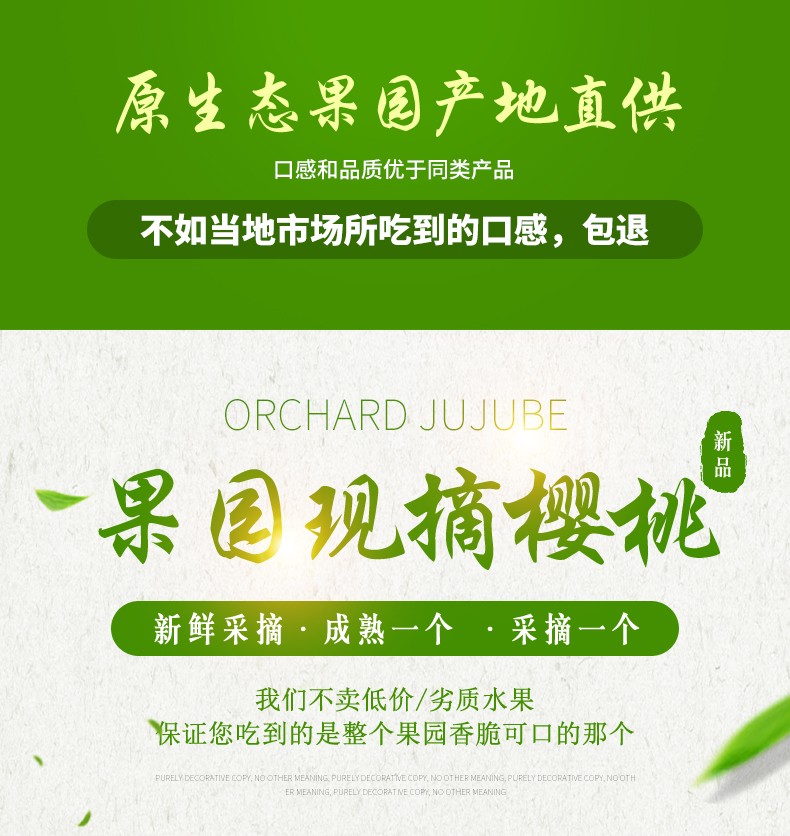 原生态果园产地直供
口感和品质优于同类产品
不如当地市场所吃到的口感，包退
ORCHARD JUJUBE
新品
果园现摘樱桃
新鲜采摘·成熟一个 ·采摘一个
我们不卖低价/劣质水果
保证您吃到的是整个果园香脆可口的那个
PURELY DECORATIVE COPY, NO OTHER MEANING, PURELY DECORATIVE COPY, NO OTHER MEANING, PURELY DECORATIVE COPY, NO OTH
ER MEANING, PURELY DECORATIVE COPY, NO OTHER MEANING